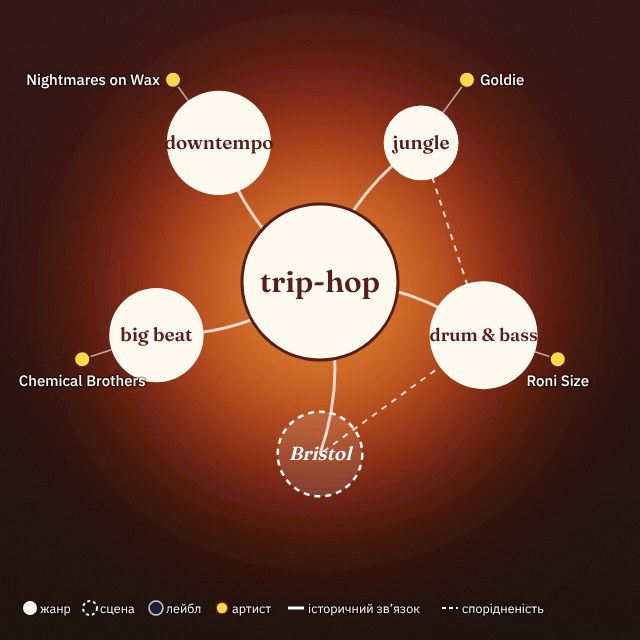 Nightmares on Wax
Goldie
downtempo
jungle
trip-hop
big beat
drum & bass
Chemical Brothers
Roni Size
Bristol
жанр
сцена
лейбл
артист
історичний зв’язок
спорідненість